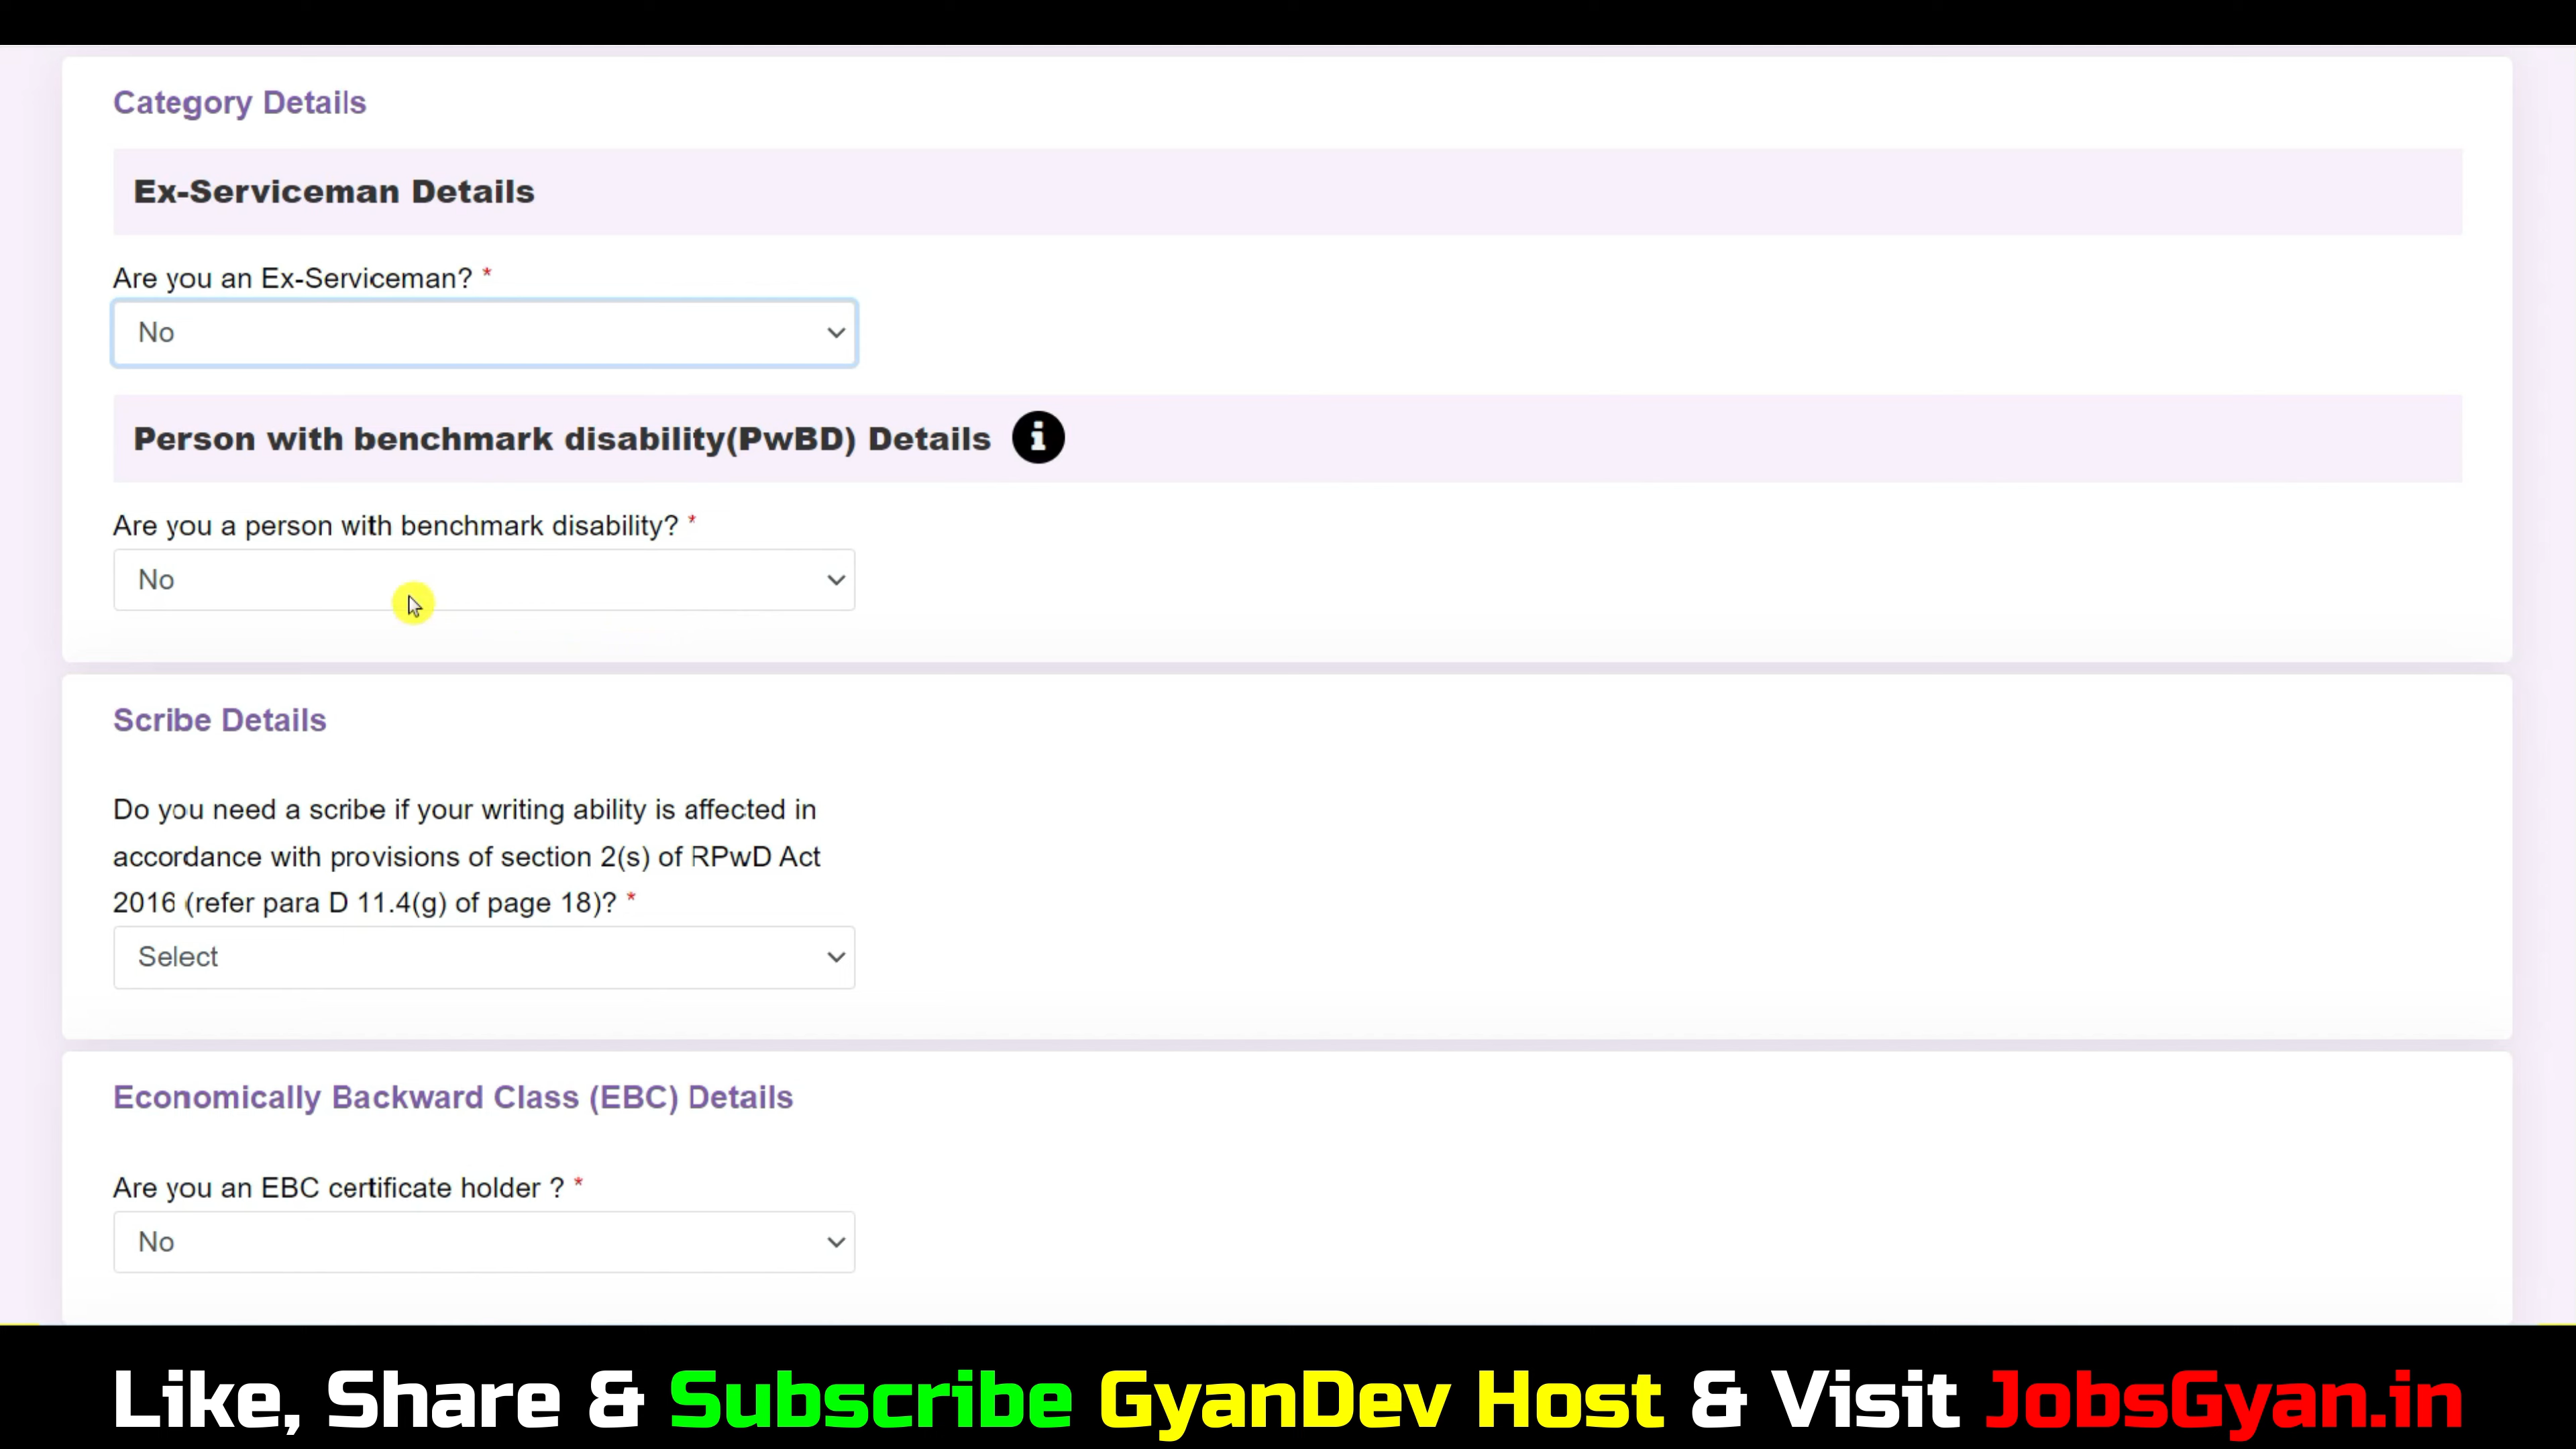 Category Details
Ex-Serviceman Details
Are you an Ex-Serviceman? *
No
Person with benchmark disability(PwBD) Details
Are you a person with benchmark disability? *
No
Scribe Details
Do you need a scribe if your writing ability is affected in
accordance with provisions of section 2(s) of RPwD Act
2016 (refer para D 11.4(g) of page 18)? *
Select
Economically Backward Class (EBC) Details
Are you an EBC certificate holder ? *
No
Like, Share & Subscribe GyanDev Host & Visit JobsGyan.in